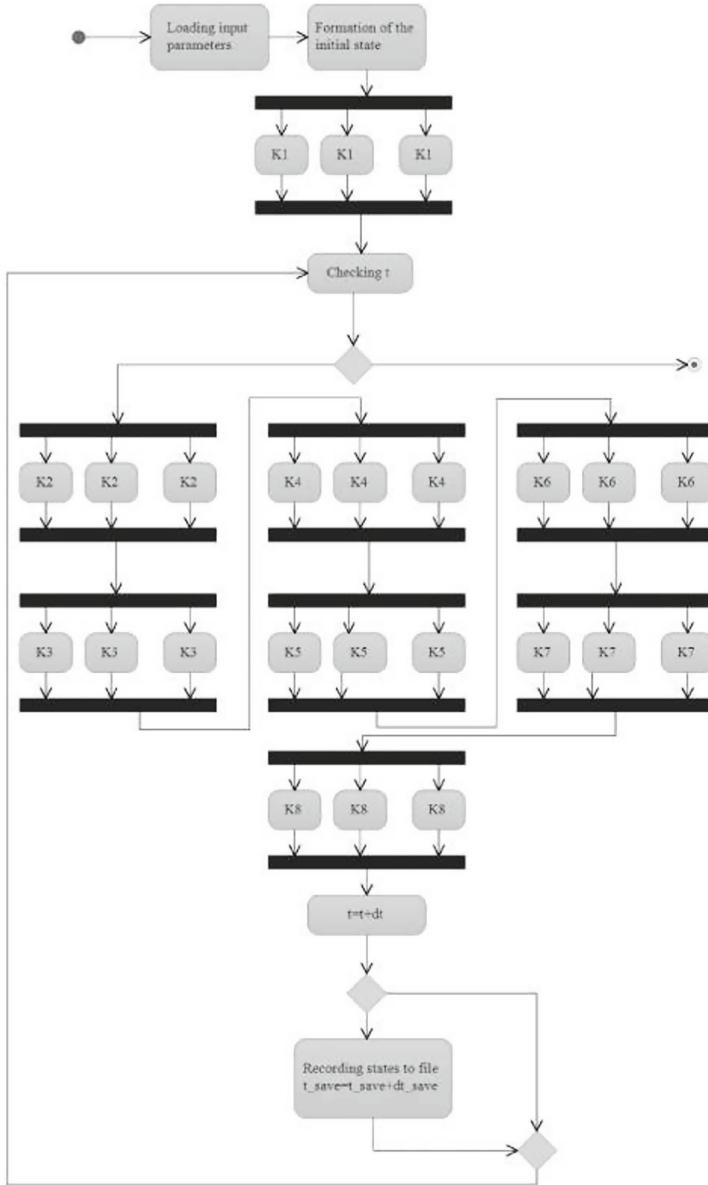 Loading input
parameters
Formation of the
initial state
K1 K1 K1
Checking t
K2 K2 K2
K4 K4 K4
K6 K6 K6
K3 K3 K3
K5 K5 K5
K7 K7 K7
K8 K8 K8
t=t+dt
Recording states to file
t_save=t_save+dt_save